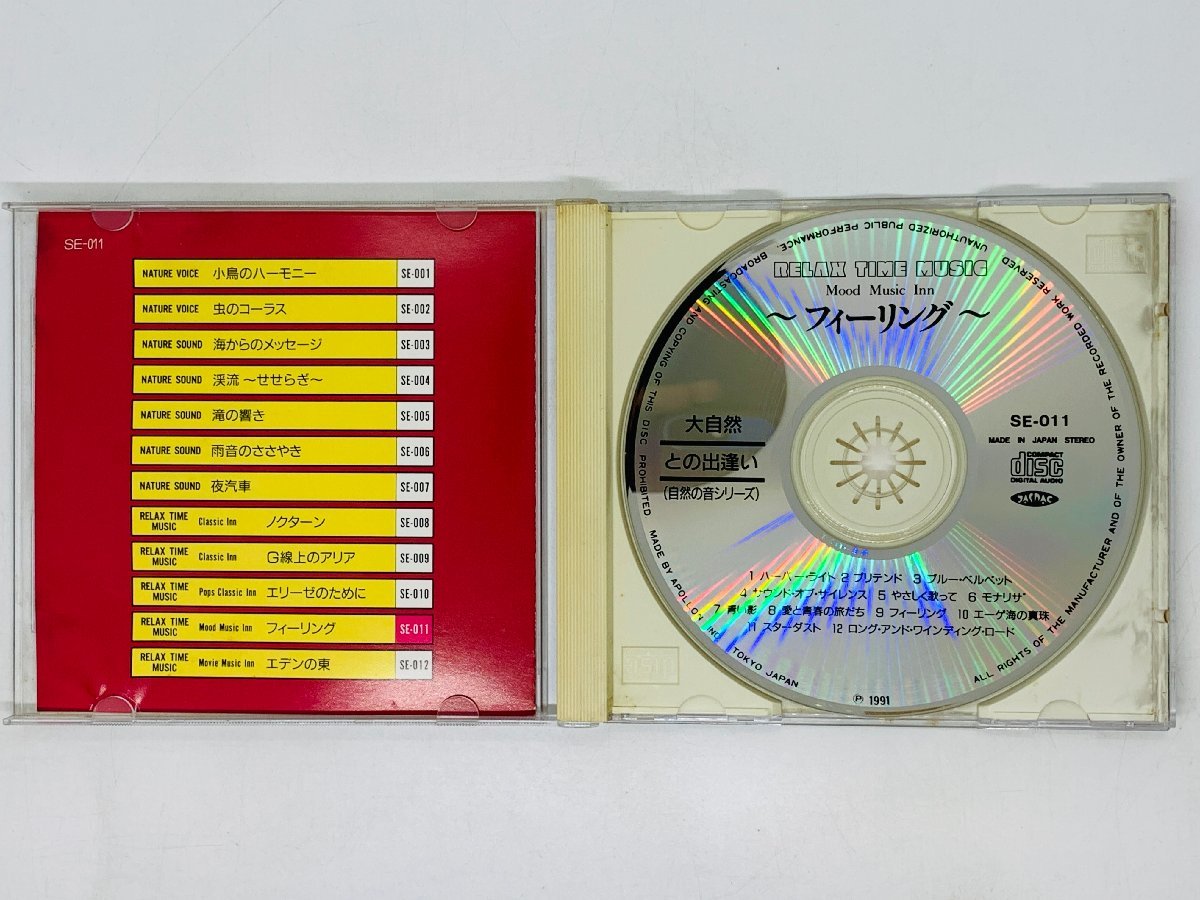 SE-011
NATURE VOICE 小鳥のハーモニー SE-001
NATURE VOICE 虫のコーラス SE-002
NATURE SOUND 海からのメッセージ SE-003
NATURE SOUND 渓流 〜せせらぎ〜 SE-004
NATURE SOUND 滝の響き SE-005
NATURE SOUND 雨音のささやき SE-006
NATURE SOUND 夜汽車 SE-007
RELAX TIME MUSIC Classic Inn ノクターン SE-008
RELAX TIME MUSIC Classic Inn G線上のアリア SE-009
RELAX TIME MUSIC Pops Classic Inn エリーゼのために SE-010
RELAX TIME MUSIC Mood Music Inn フィーリング SE-011
RELAX TIME MUSIC Movie Music Inn エデンの東 SE-012
RELAX TIME MUSIC
Mood Music Inn
〜フィーリング〜
大自然
との出逢い
(自然の音シリーズ)
SE-011
MADE IN JAPAN STEREO
COMPACT
disc
DIGITAL AUDIO
JASRAC
1 ハーバー・ライト 2 プリテンド 3 ブルー・ベルベット
4 サウンド・オブ・サイレンス 5 やさしく歌って 6 モナリザ
7 青い影 8 愛と青春の旅だち 9 フィーリング 10 エーゲ海の真珠
11 スターダスト 12 ロング・アンド・ワインディング・ロード
℗ 1991
MADE BY APOLLON INC. TOKYO JAPAN
ALL RIGHTS OF THE MANUFACTURER AND OF THE OWNER OF THE RECORDED WORK RESERVED
UNAUTHORIZED PUBLIC PERFORMANCE, BROADCASTING AND COPYING OF THIS DISC PROHIBITED